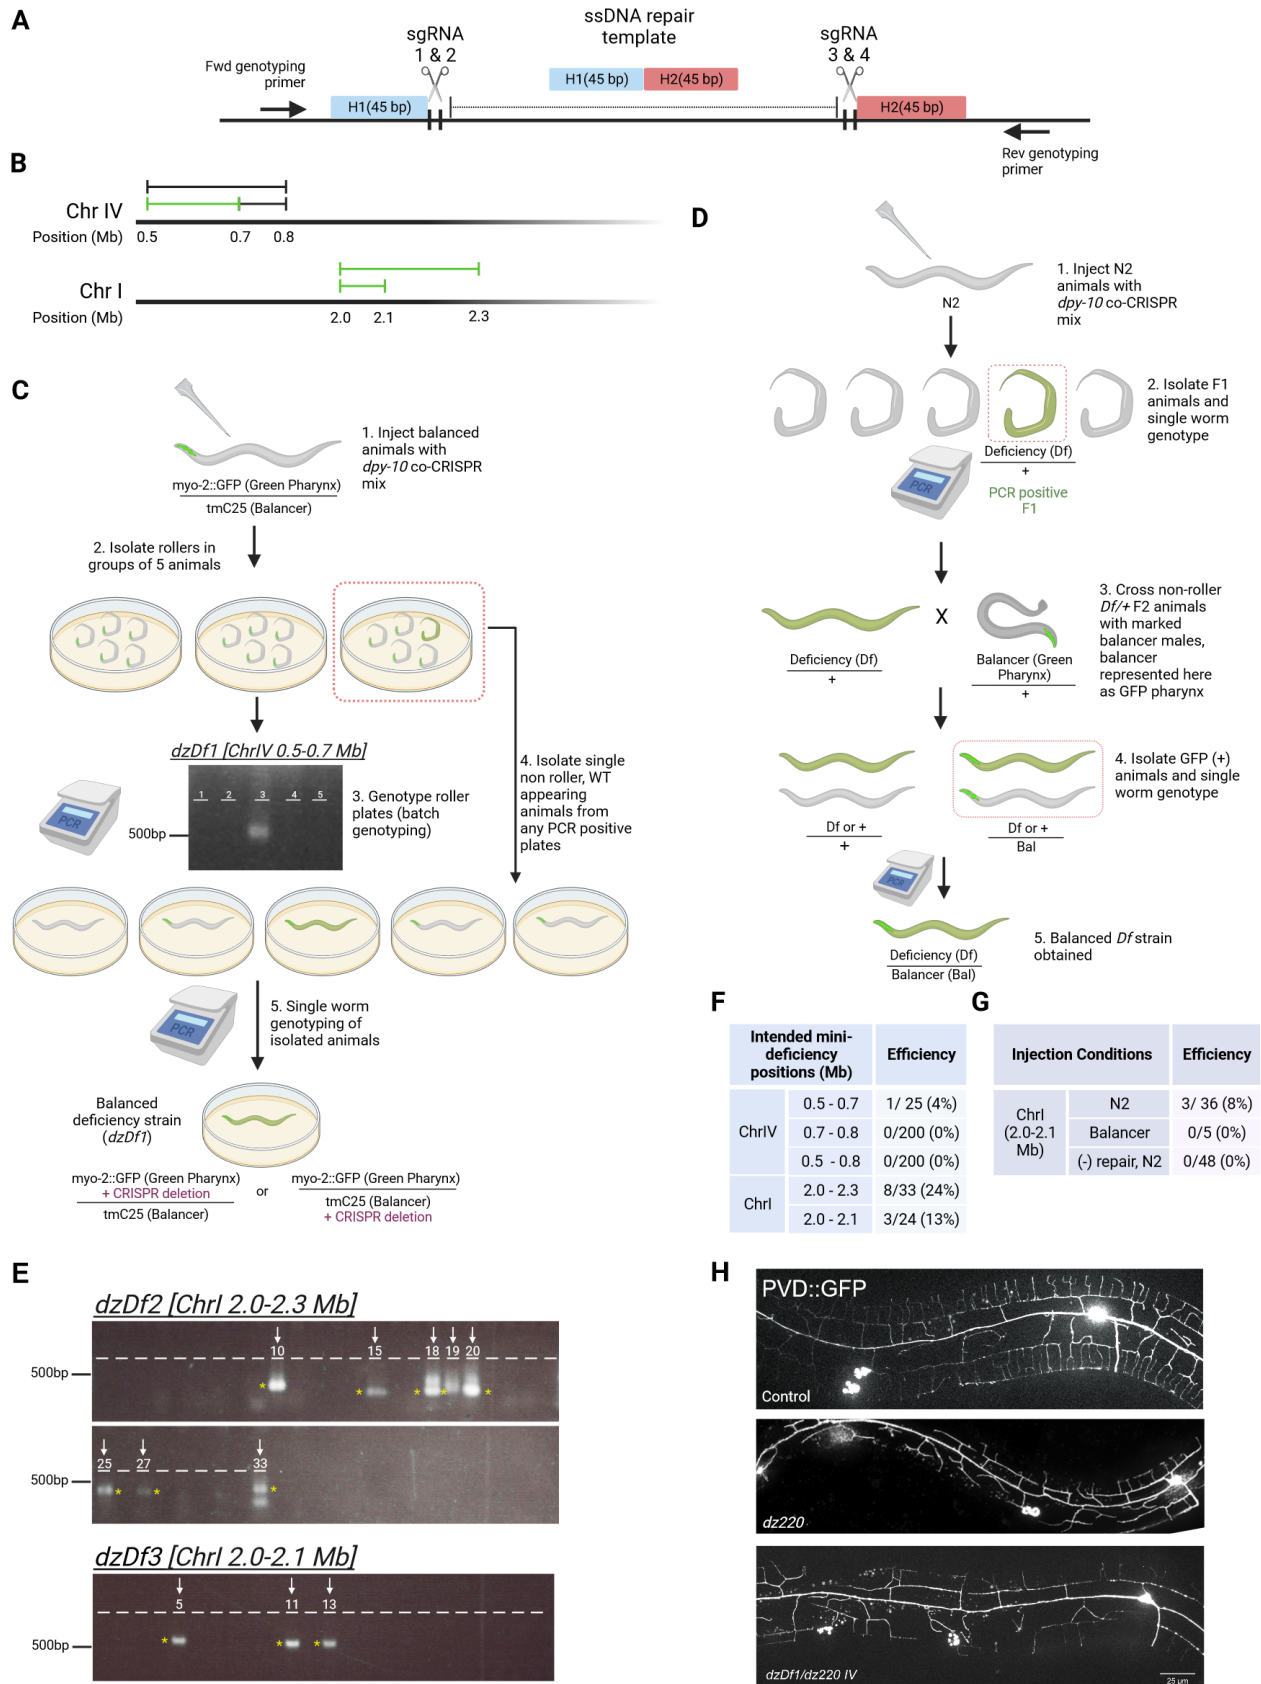 A
Fwd genotyping
primer
sgRNA
1 & 2
ssDNA repair
template
sgRNA
3 & 4
H1(45 bp)
H2(45 bp)
H1(45 bp)
H2(45 bp)
Rev genotyping
primer
B
Chr IV
Position (Mb)
0.5
0.7
0.8
Chr I
Position (Mb)
2.0
2.1
2.3
C
1. Inject balanced
animals with
dpy-10 co-CRISPR
mix
myo-2::GFP (Green Pharynx)
tmC25 (Balancer)
2. Isolate rollers in
groups of 5 animals
dzDf1 [ChrIV 0.5-0.7 Mb]
1 2 3 4 5
500bp
PCR
3. Genotype roller
plates (batch
genotyping)
4. Isolate single
non roller, WT
appearing
animals from
any PCR positive
plates
PCR
5. Single worm
genotyping of
isolated animals
Balanced
deficiency strain
(dzDf1)
myo-2::GFP (Green Pharynx)
+ CRISPR deletion
tmC25 (Balancer)
or
myo-2::GFP (Green Pharynx)
tmC25 (Balancer)
+ CRISPR deletion
D
N2
1. Inject N2
animals with
dpy-10 co-CRISPR
mix
2. Isolate F1
animals and
single worm
genotype
PCR
Deficiency (Df)
+
PCR positive
F1
X
Deficiency (Df)
+
Balancer (Green
Pharynx)
+
3. Cross non-roller
Df/+ F2 animals
with marked
balancer males,
balancer
represented here
as GFP pharynx
4. Isolate GFP (+)
animals and single
worm genotype
Df or +
+
Df or +
Bal
PCR
Deficiency (Df)
Balancer (Bal)
5. Balanced Df strain
obtained
E
dzDf2 [ChrI 2.0-2.3 Mb]
500bp
10 15 18 19 20
* * * * *
500bp
25 27 33
* * *
dzDf3 [ChrI 2.0-2.1 Mb]
500bp
5 11 13
* * *
F
Intended mini-
deficiency
positions (Mb)
Efficiency
ChrIV
0.5 - 0.7
1/ 25 (4%)
0.7 - 0.8
0/200 (0%)
0.5 - 0.8
0/200 (0%)
ChrI
2.0 - 2.3
8/33 (24%)
2.0 - 2.1
3/24 (13%)
G
Injection Conditions
Efficiency
ChrI
(2.0-2.1
Mb)
N2
3/ 36 (8%)
Balancer
0/5 (0%)
(-) repair, N2
0/48 (0%)
H
PVD::GFP
Control
dz220
dzDf1/dz220 IV
25 μm